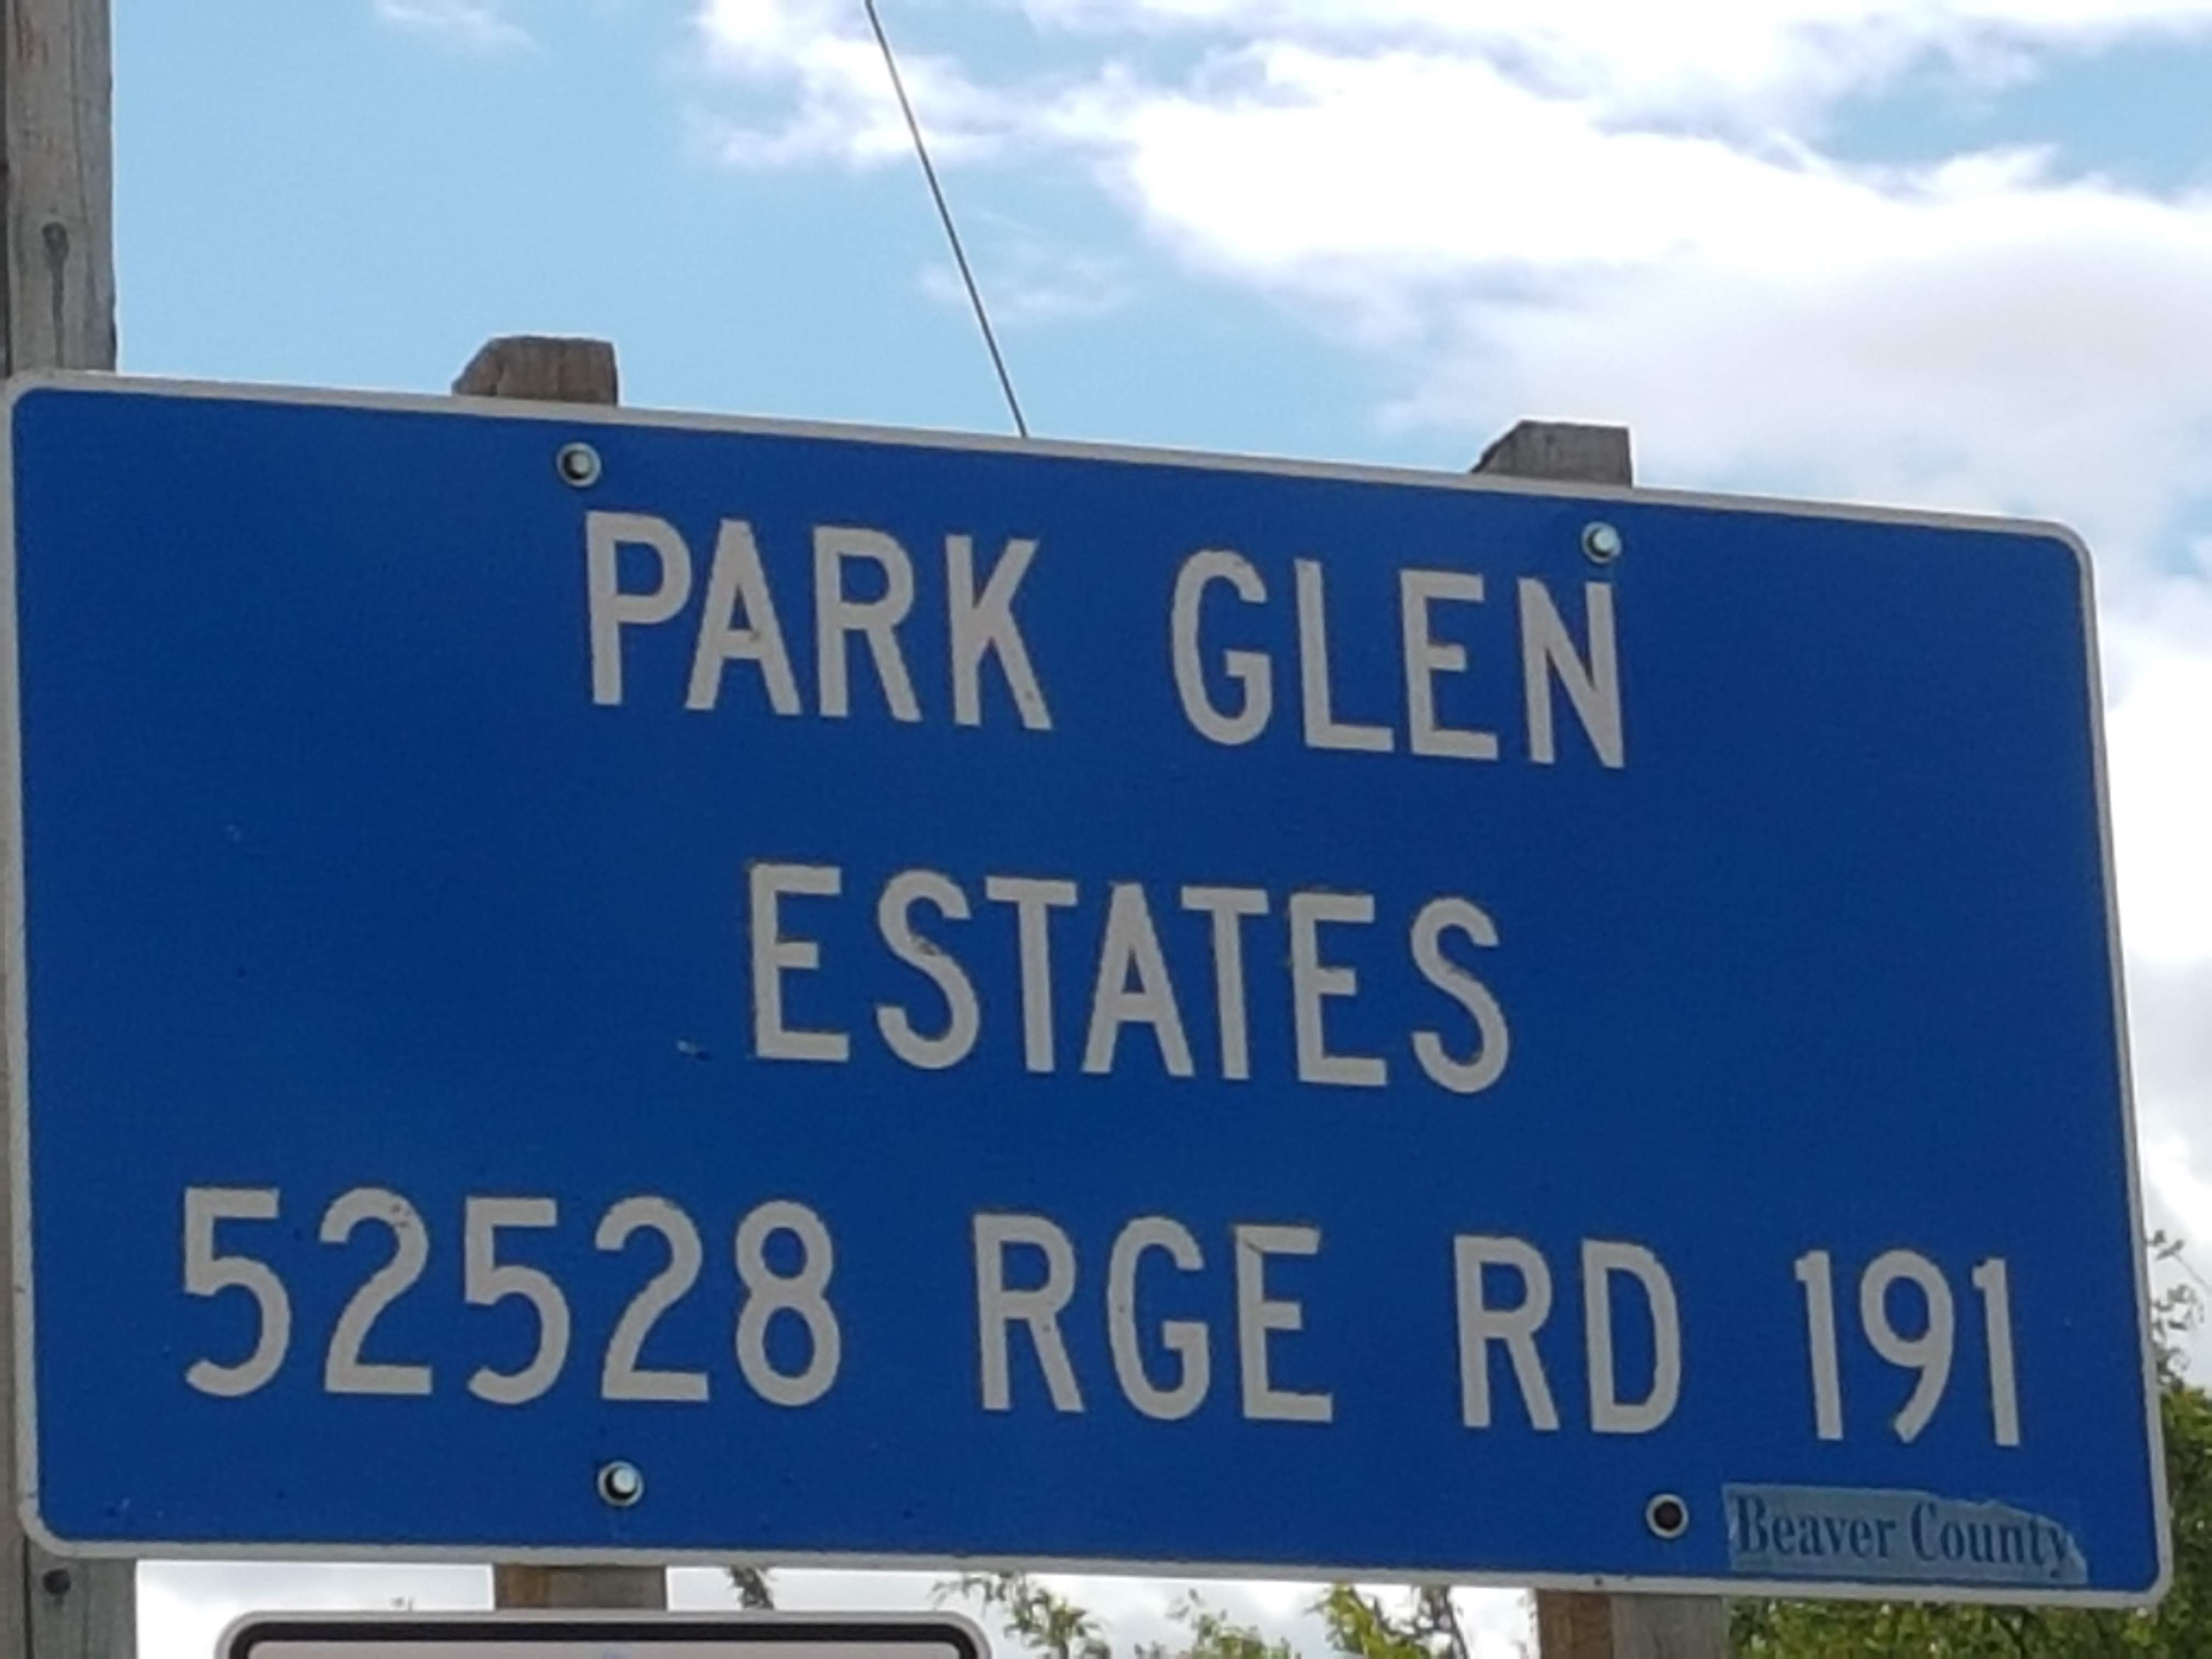 PARK GLEN
ESTATES
52528 RGE RD 191
Beaver County